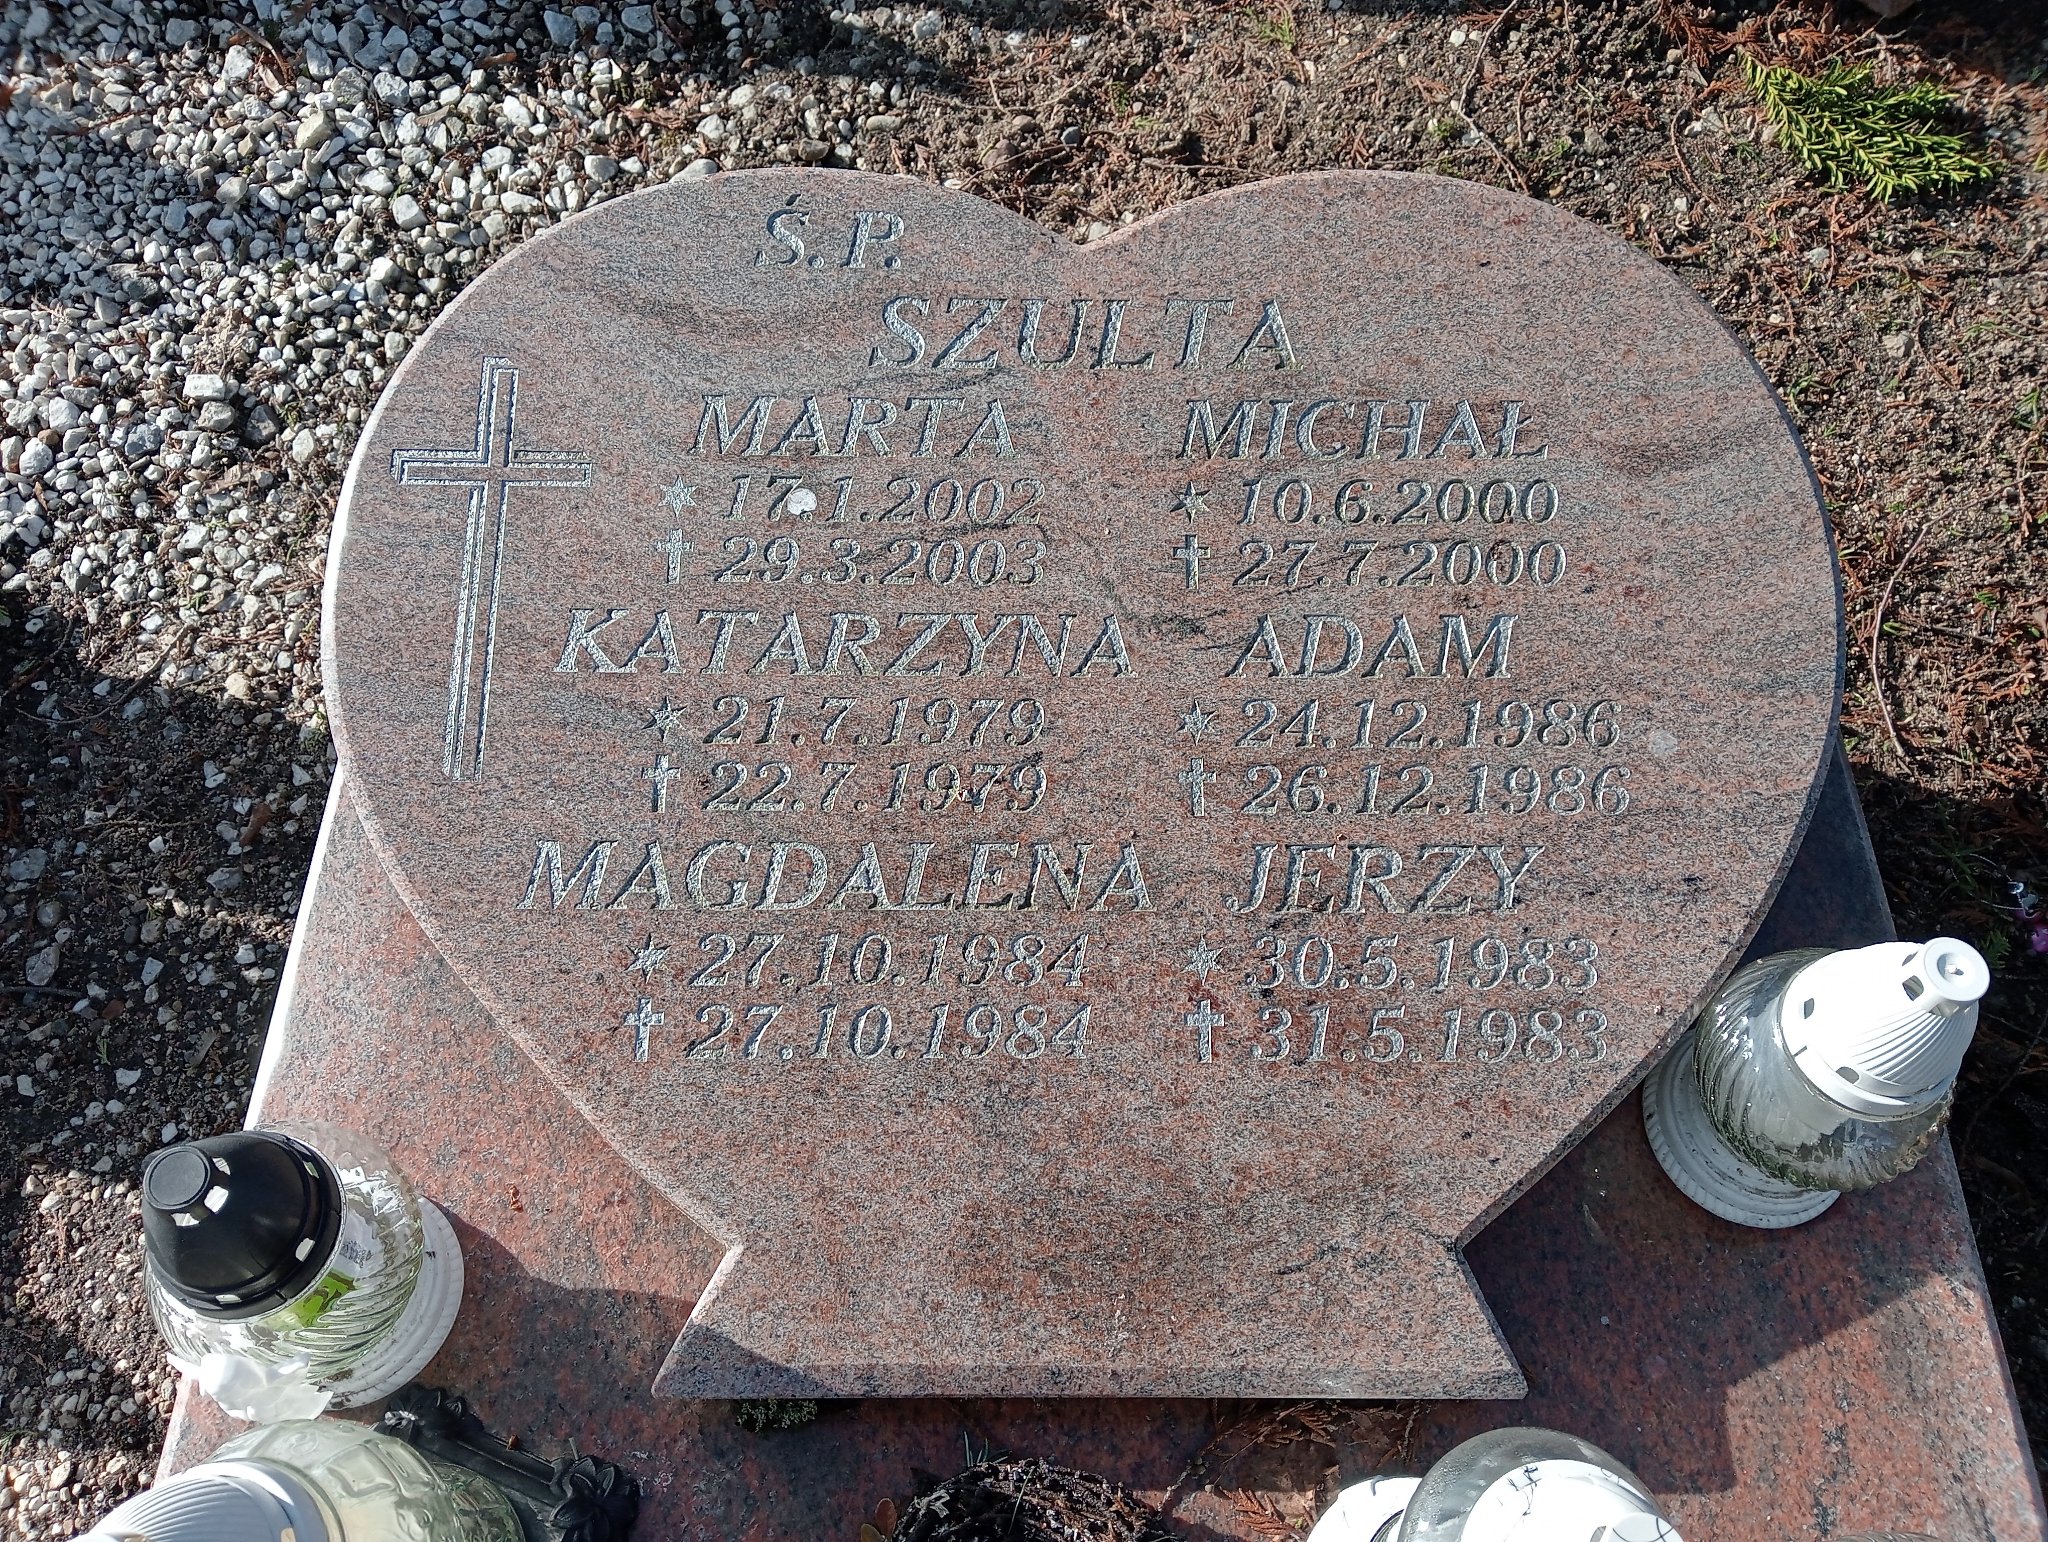 Ś.P.
SZULTA
MARTA MICHAŁ
* 17.1.2002 * 10.6.2000
✝ 29.3.2003 ✝ 27.7.2000
KATARZYNA ADAM
* 21.7.1979 * 24.12.1986
✝ 22.7.1979 ✝ 26.12.1986
MAGDALENA JERZY
* 27.10.1984 * 30.5.1983
✝ 27.10.1984 ✝ 31.5.1983